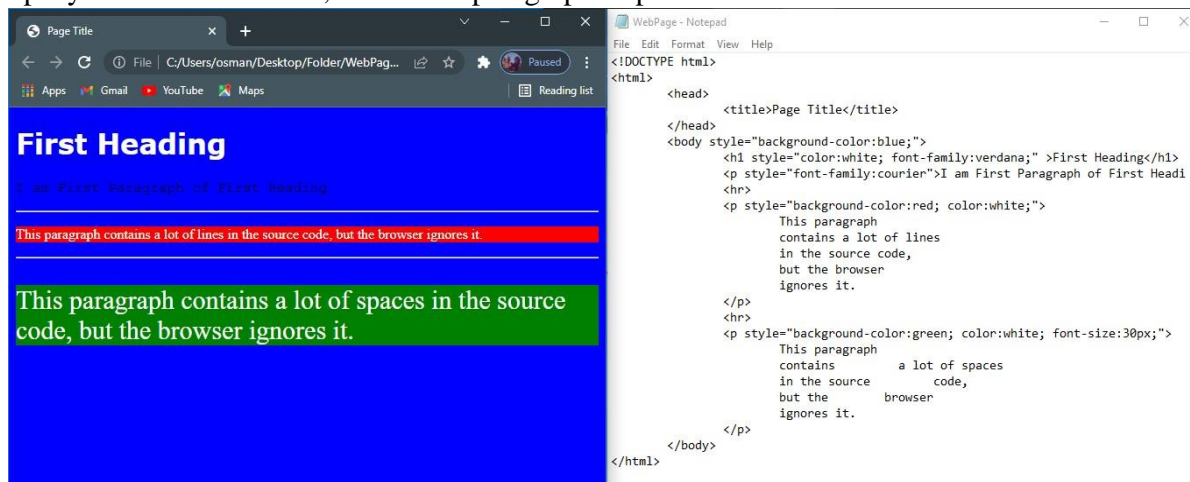 Page Title
File C:/Users/osman/Desktop/Folder/WebPag... Paused
Apps Gmail YouTube Maps Reading list
First Heading
I am First Paragraph of First Heading
This paragraph contains a lot of lines in the source code, but the browser ignores it.
This paragraph contains a lot of spaces in the source
code, but the browser ignores it.
WebPage - Notepad
File Edit Format View Help
<!DOCTYPE html>
<html>
<head>
<title>Page Title</title>
</head>
<body style="background-color:blue;">
<h1 style="color:white; font-family:verdana;" >First Heading</h1>
<p style="font-family:courier">I am First Paragraph of First Headi
<hr>
<p style="background-color:red; color:white;">
This paragraph
contains a lot of lines
in the source code,
but the browser
ignores it.
</p>
<hr>
<p style="background-color:green; color:white; font-size:30px;">
This paragraph
contains a lot of spaces
in the source code,
but the browser
ignores it.
</p>
</body>
</html>